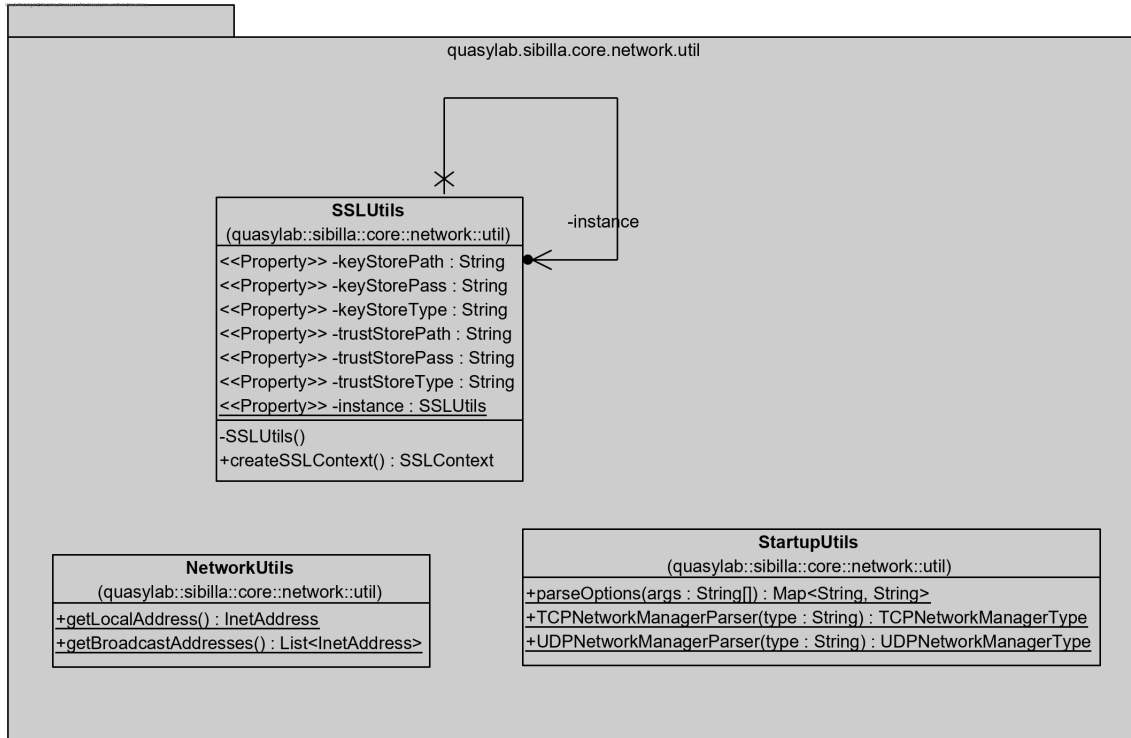 quasylab.sibilla.core.network.util
-instance
SSLUtils
(quasylab::sibilla::core::network::util)
<<Property>> -keyStorePath : String
<<Property>> -keyStorePass : String
<<Property>> -keyStoreType : String
<<Property>> -trustStorePath : String
<<Property>> -trustStorePass : String
<<Property>> -trustStoreType : String
<<Property>> -instance : SSLUtils
-SSLUtils()
+createSSLContext() : SSLContext
NetworkUtils
(quasylab::sibilla::core::network::util)
+getLocalAddress() : InetAddress
+getBroadcastAddresses() : List<InetAddress>
StartupUtils
(quasylab::sibilla::core::network::util)
+parseOptions(args : String[]) : Map<String, String>
+TCPNetworkManagerParser(type : String) : TCPNetworkManagerType
+UDPNetworkManagerParser(type : String) : UDPNetworkManagerType